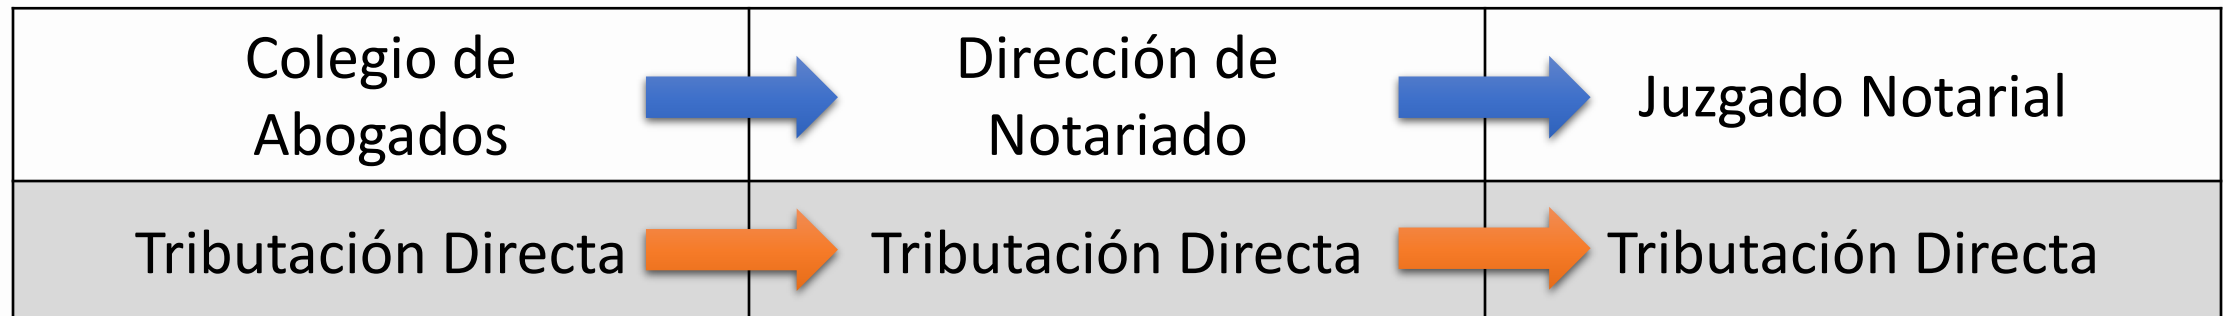 Colegio de
Abogados
Dirección de
Notariado
Juzgado Notarial
Tributación Directa
Tributación Directa
Tributación Directa